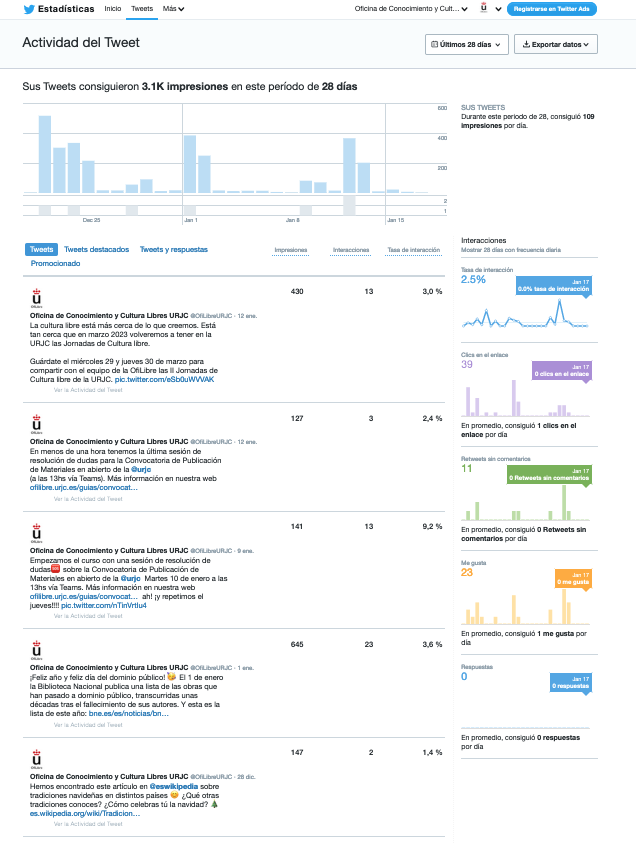 Estadísticas Inicio Tweets Más Oficina de Conocimiento y Cult... Registrarse en Twitter Ads
Actividad del Tweet
Últimos 28 días Exportar datos
Sus Tweets consiguieron 3.1K impresiones en este período de 28 días
600
400
200
2
1
Dec 25 Jan 1 Jan 8 Jan 15
SUS TWEETS
Durante este periodo de 28, consiguió 109
impresiones por día.
Tweets Tweets destacados Tweets y respuestas
Promocionado
Impresiones Interacciones Tasa de interacción
430 13 3,0 %
Oficina de Conocimiento y Cultura Libres URJC @OfiLibreURJC · 12 ene.
La cultura libre está más cerca de lo que creemos. Está
tan cerca que en marzo 2023 volveremos a tener en la
URJC las Jornadas de Cultura libre.
Guárdate el miércoles 29 y jueves 30 de marzo para
compartir con el equipo de la OfiLibre las II Jornadas de
Cultura libre de la URJC. pic.twitter.com/eSb0uWVVAK
Ver la Actividad del Tweet
127 3 2,4 %
Oficina de Conocimiento y Cultura Libres URJC @OfiLibreURJC · 12 ene.
En menos de una hora tenemos la última sesión de
resolución de dudas para la Convocatoria de Publicación
de Materiales en abierto de la @urjc
(a las 13hs vía Teams). Más información en nuestra web
ofilibre.urjc.es/guias/convocat...
Ver la Actividad del Tweet
141 13 9,2 %
Oficina de Conocimiento y Cultura Libres URJC @OfiLibreURJC · 9 ene.
Empezamos el curso con una sesión de resolución de
dudas🆘 sobre la Convocatoria de Publicación de
Materiales en abierto de la @urjc Martes 10 de enero a las
13hs vía Teams. Más información en nuestra web
ofilibre.urjc.es/guias/convocat... ah! ¡y repetimos el
jueves!!!! pic.twitter.com/nTinVrtIu4
Ver la Actividad del Tweet
645 23 3,6 %
Oficina de Conocimiento y Cultura Libres URJC @OfiLibreURJC · 1 ene.
¡Feliz año y feliz día del dominio público! 🥳 El 1 de enero
la Biblioteca Nacional publica una lista de las obras que
han pasado a dominio público, transcurridas unas
décadas tras el fallecimiento de sus autores. Y esta es la
lista de este año: bne.es/es/noticias/bn...
Ver la Actividad del Tweet
147 2 1,4 %
Oficina de Conocimiento y Cultura Libres URJC @OfiLibreURJC · 28 dic.
Hemos encontrado este artículo en @eswikipedia sobre
tradiciones navideñas en distintos países 🌞 ¿Qué otras
tradiciones conoces? ¿Cómo celebras tú la navidad? 🎄
es.wikipedia.org/wiki/Tradicion...
Ver la Actividad del Tweet
Interacciones
Mostrar 28 días con frecuencia diaria
Tasa de interacción
2.5%
Jan 17
0.0% tasa de interacción
Clics en el enlace
39
Jan 17
0 clics en el enlace
En promedio, consiguió 1 clics en el
enlace por día
Retweets sin comentarios
11
Jan 17
0 Retweets sin comentarios
En promedio, consiguió 0 Retweets sin
comentarios por día
Me gusta
23
Jan 17
0 me gusta
En promedio, consiguió 1 me gusta por
día
Respuestas
0
Jan 17
0 respuestas
En promedio, consiguió 0 respuestas
por día